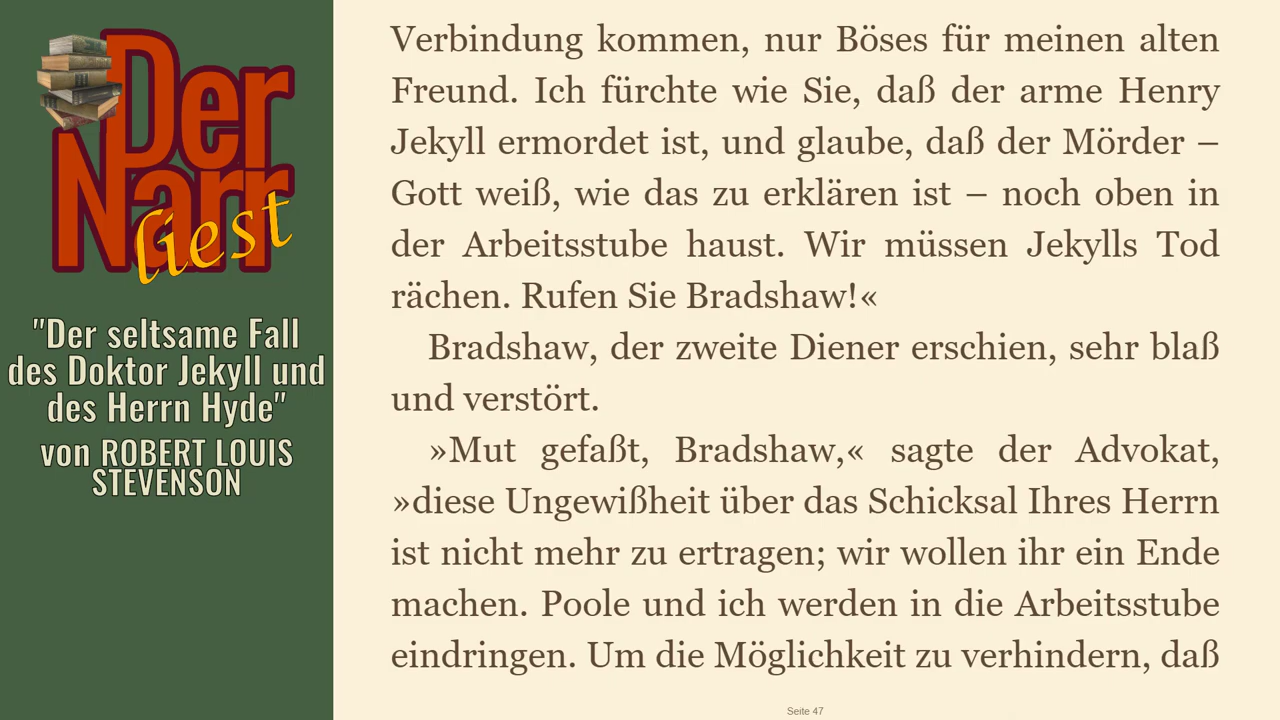 Der
Narr
liest
"Der seltsame Fall
des Doktor Jekyll und
des Herrn Hyde"
von ROBERT LOUIS
STEVENSON
Verbindung kommen, nur Böses für meinen alten
Freund. Ich fürchte wie Sie, daß der arme Henry
Jekyll ermordet ist, und glaube, daß der Mörder –
Gott weiß, wie das zu erklären ist – noch oben in
der Arbeitsstube haust. Wir müssen Jekylls Tod
rächen. Rufen Sie Bradshaw!«
Bradshaw, der zweite Diener erschien, sehr blaß
und verstört.
»Mut gefaßt, Bradshaw,« sagte der Advokat,
»diese Ungewißheit über das Schicksal Ihres Herrn
ist nicht mehr zu ertragen; wir wollen ihr ein Ende
machen. Poole und ich werden in die Arbeitsstube
eindringen. Um die Möglichkeit zu verhindern, daß
Seite 47